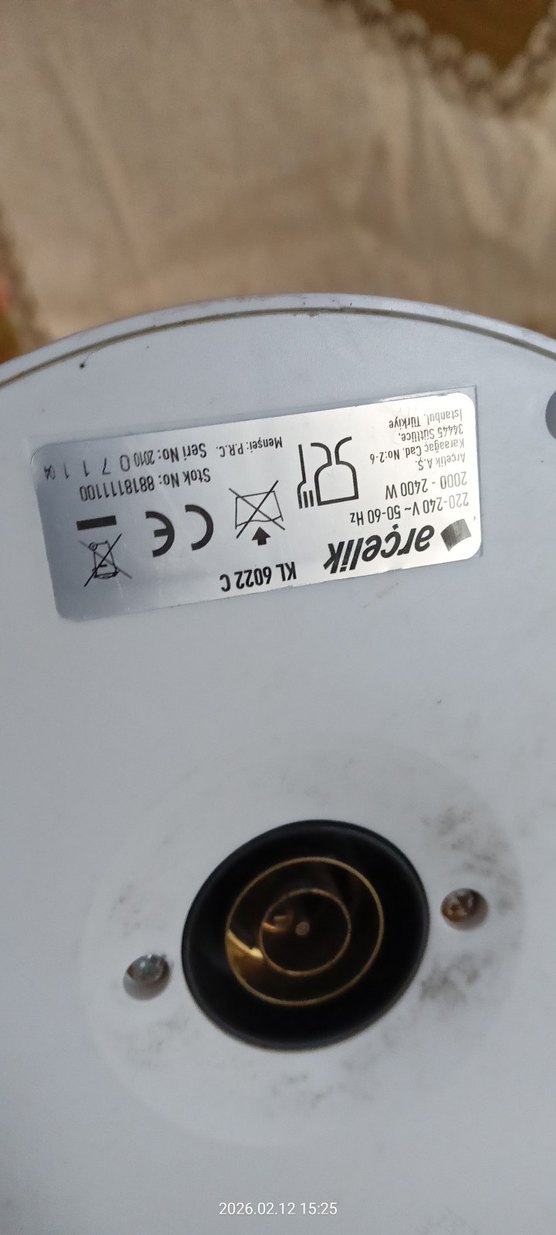 arçelik KL 6022 C
220-240 V~ 50-60 Hz
2000 - 2400 W
Arçelik A.Ş.
Karaağaç Cad. No:2-6
34445 Sütlüce,
İstanbul, Türkiye
CE
Stok No: 8818111100
Menşei: P.R.C. Seri No: 2010 0 7 1 1 04
2026.02.12 15:25